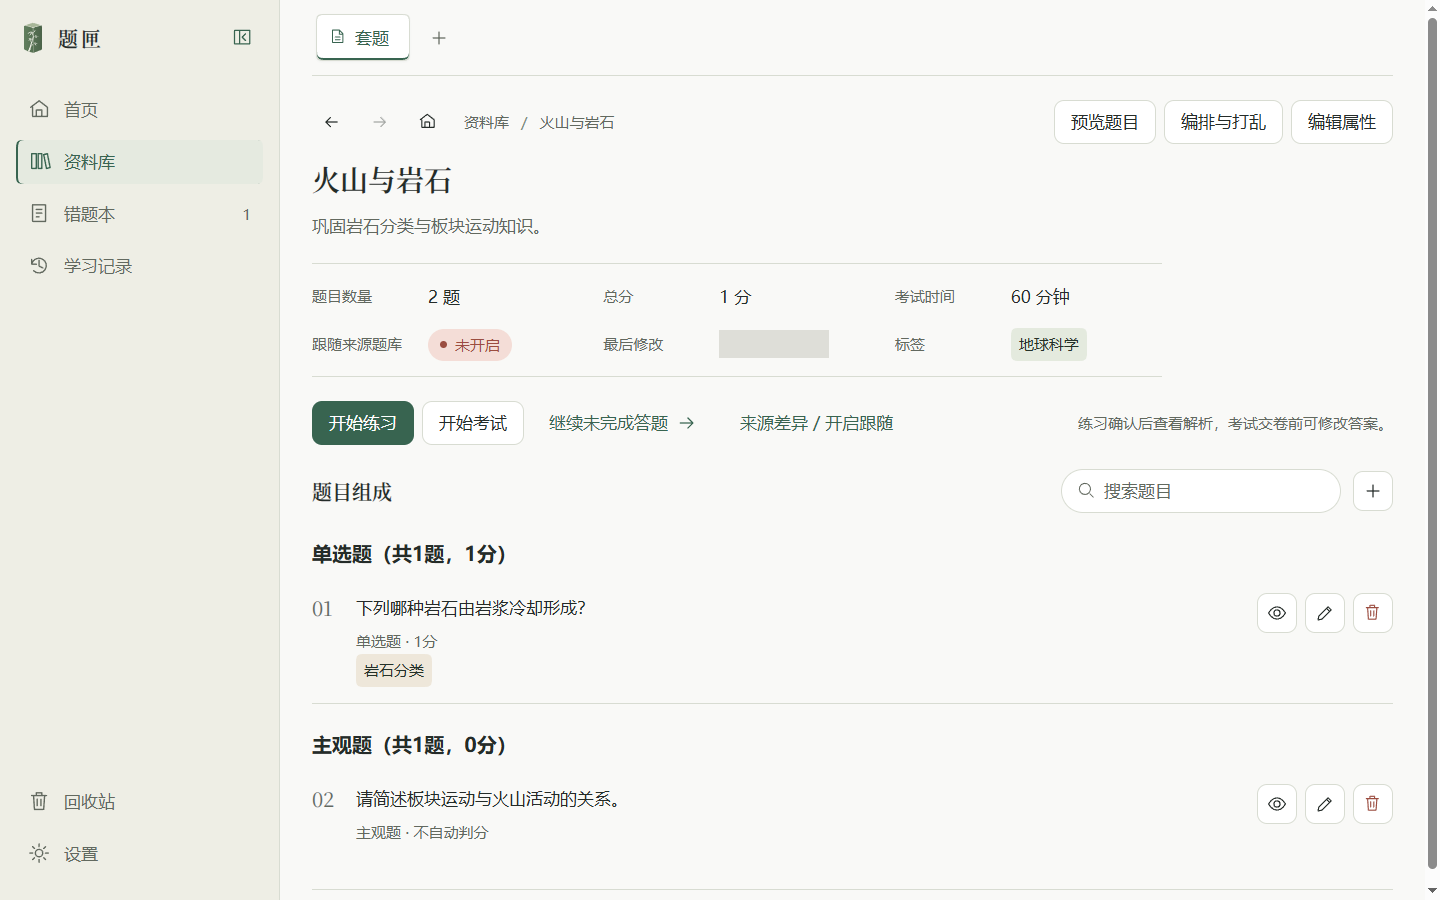 题匣
首页
资料库
错题本 1
学习记录
回收站
设置
套题
资料库 / 火山与岩石
预览题目 编排与打乱 编辑属性
火山与岩石
巩固岩石分类与板块运动知识。
题目数量 2 题 总分 1 分 考试时间 60 分钟
跟随来源题库 未开启 最后修改 标签 地球科学
开始练习 开始考试 继续未完成答题 → 来源差异 / 开启跟随 练习确认后查看解析，考试交卷前可修改答案。
题目组成 搜索题目
单选题（共1题，1分）
01 下列哪种岩石由岩浆冷却形成？
单选题 · 1分
岩石分类
主观题（共1题，0分）
02 请简述板块运动与火山活动的关系。
主观题 · 不自动判分